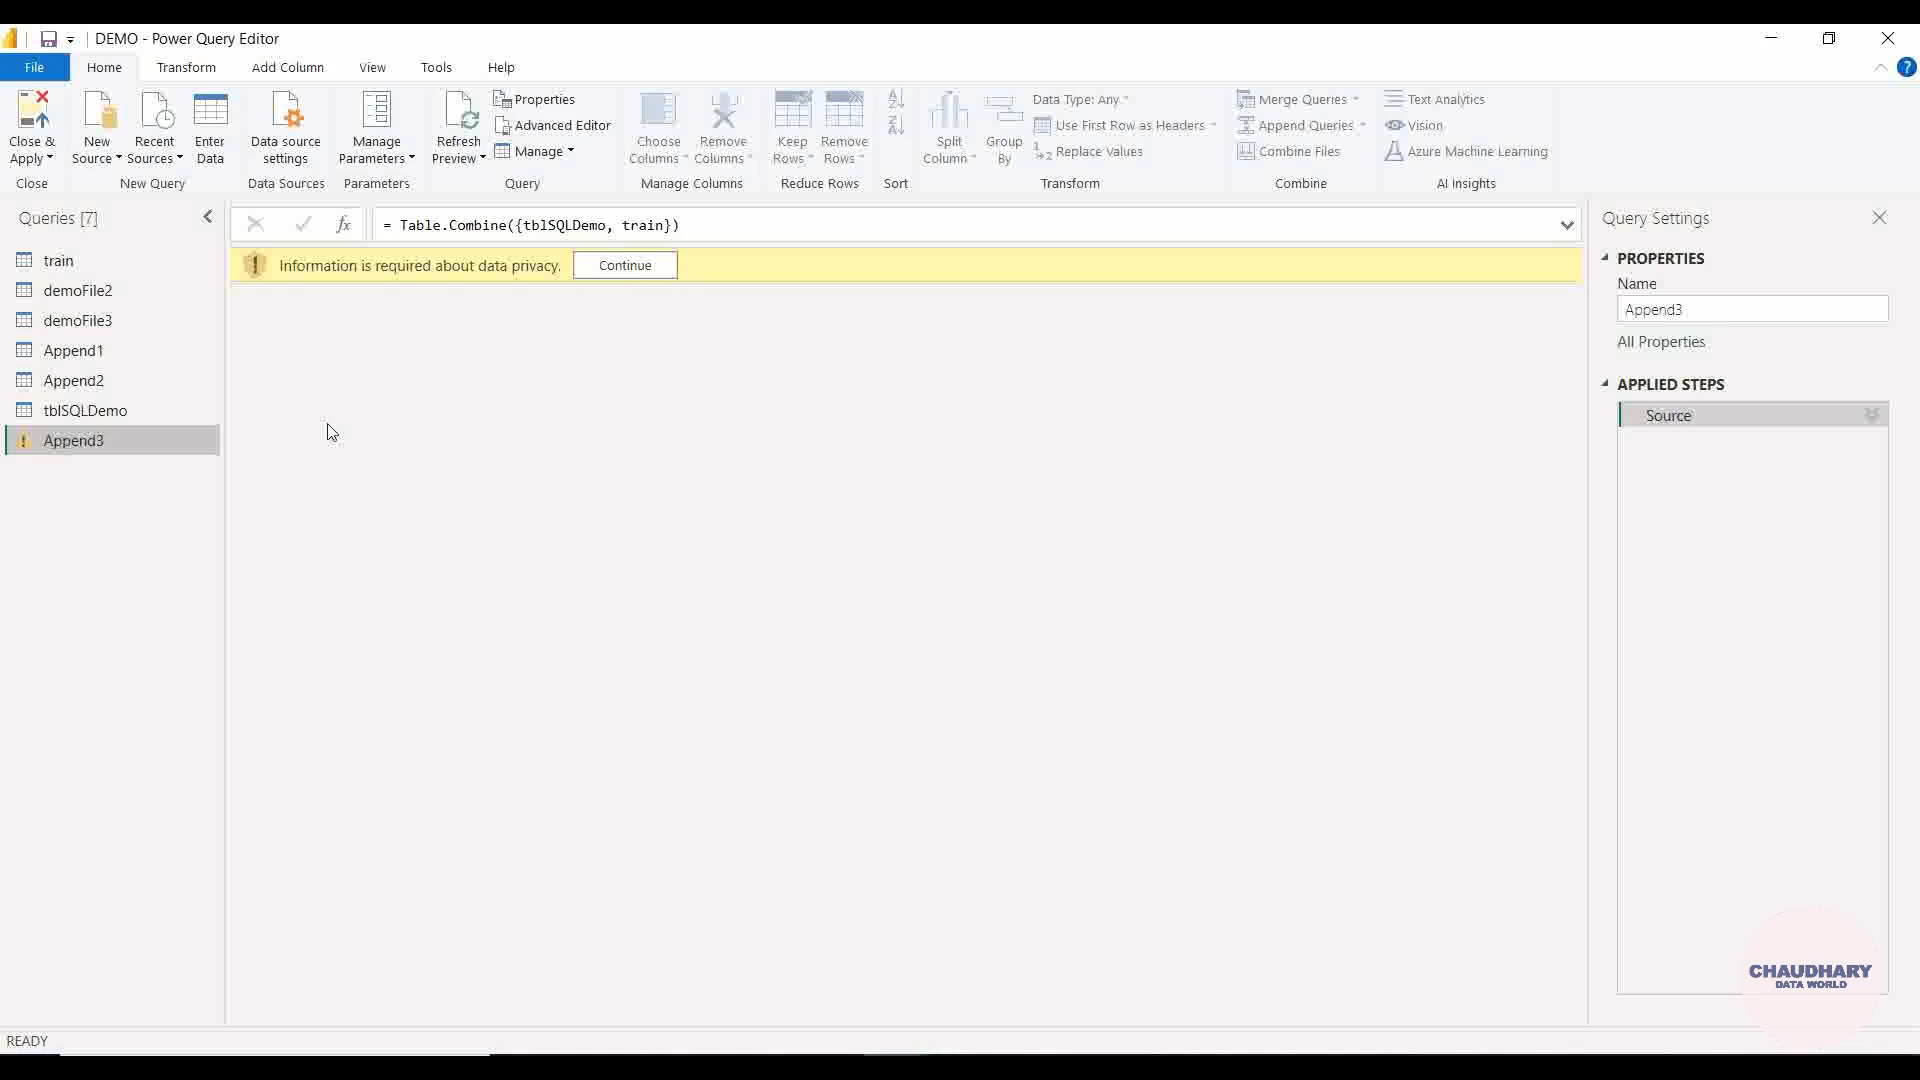 DEMO - Power Query Editor
File Home Transform Add Column View Tools Help
Close & Apply
New Source
Recent Sources
Enter Data
Data source settings
Manage Parameters
Refresh Preview
Properties
Advanced Editor
Manage
Choose Columns
Remove Columns
Keep Rows
Remove Rows
Split Column
Group By
Data Type: Any
Use First Row as Headers
Replace Values
Merge Queries
Append Queries
Combine Files
Text Analytics
Vision
Azure Machine Learning
Close New Query Data Sources Parameters Query Manage Columns Reduce Rows Sort Transform Combine AI Insights
Queries [7]
train
demoFile2
demoFile3
Append1
Append2
tblSQLDemo
Append3
fx = Table.Combine({tblSQLDemo, train})
Information is required about data privacy. Continue
Query Settings
PROPERTIES
Name
Append3
All Properties
APPLIED STEPS
Source
CHAUDHARY
DATA WORLD
READY